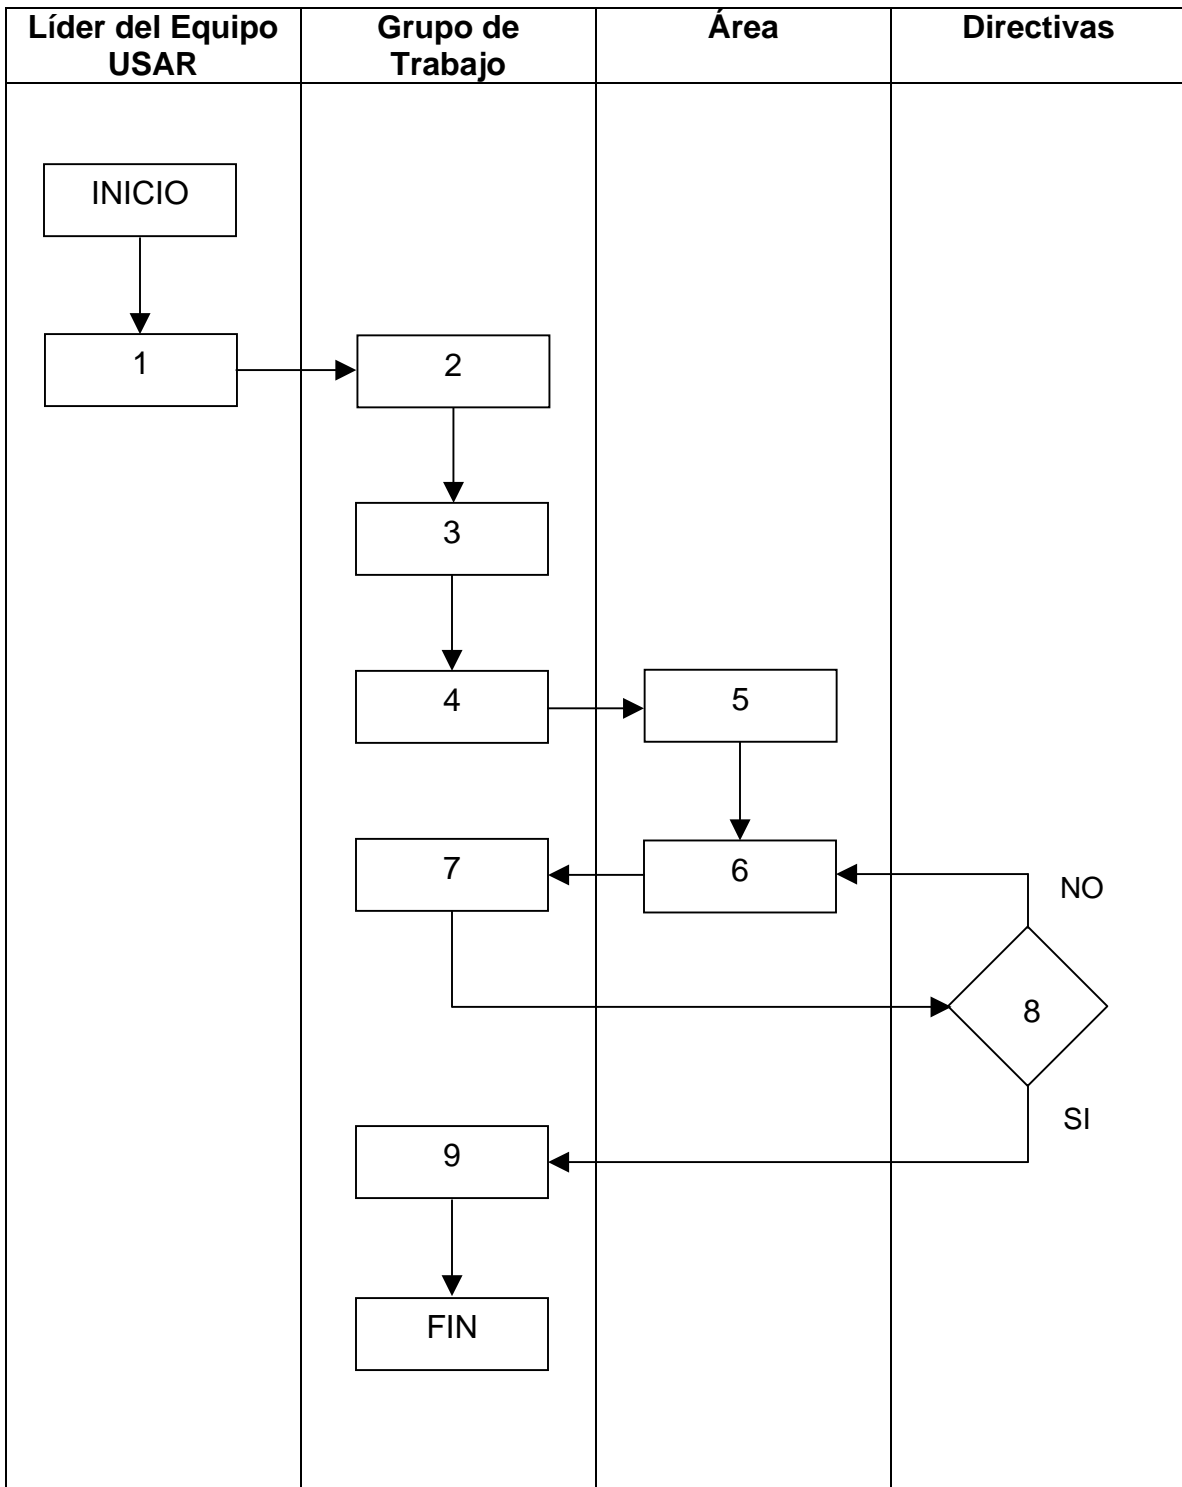 Líder del Equipo
USAR
Grupo de
Trabajo
Área
Directivas
INICIO
1
2
3
4
5
7
6
NO
8
SI
9
FIN